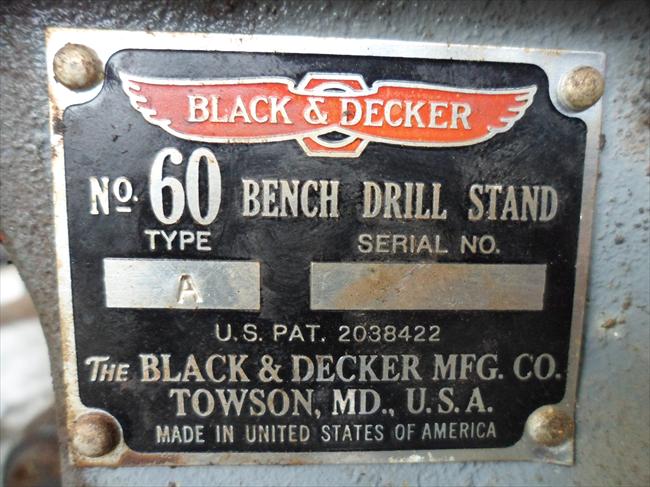 BLACK & DECKER
No. 60 BENCH DRILL STAND
TYPE SERIAL NO.
A
U.S. PAT. 2038422
THE BLACK & DECKER MFG. CO.
TOWSON, MD., U.S.A.
MADE IN UNITED STATES OF AMERICA